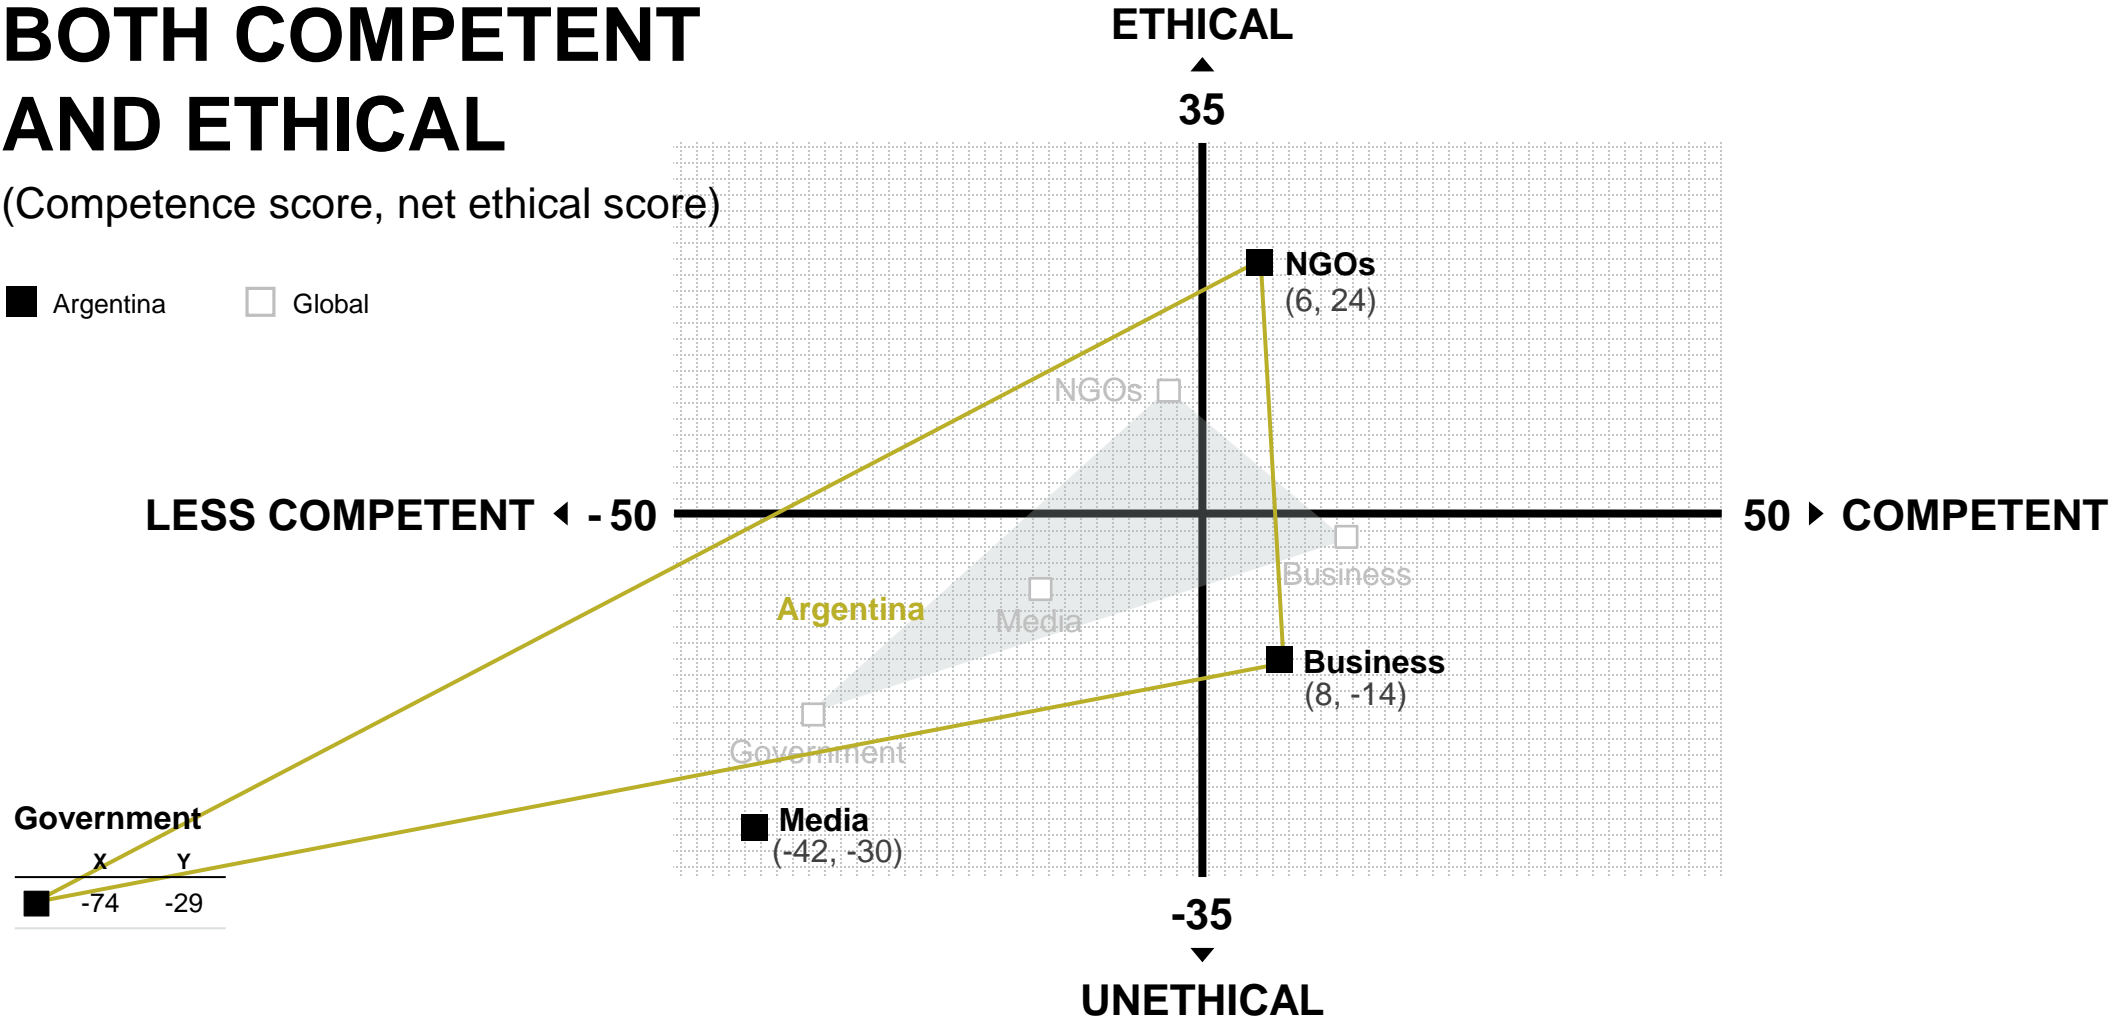 BOTH COMPETENT
AND ETHICAL
(Competence score, net ethical score)
Argentina
Global
ETHICAL
35
NGOs
(6, 24)
NGOs
LESS COMPETENT
- 50
50
COMPETENT
Business
Argentina
Media
Business
(8, -14)
Government
Media
(-42, -30)
Government
X Y
-74 -29
-35
UNETHICAL